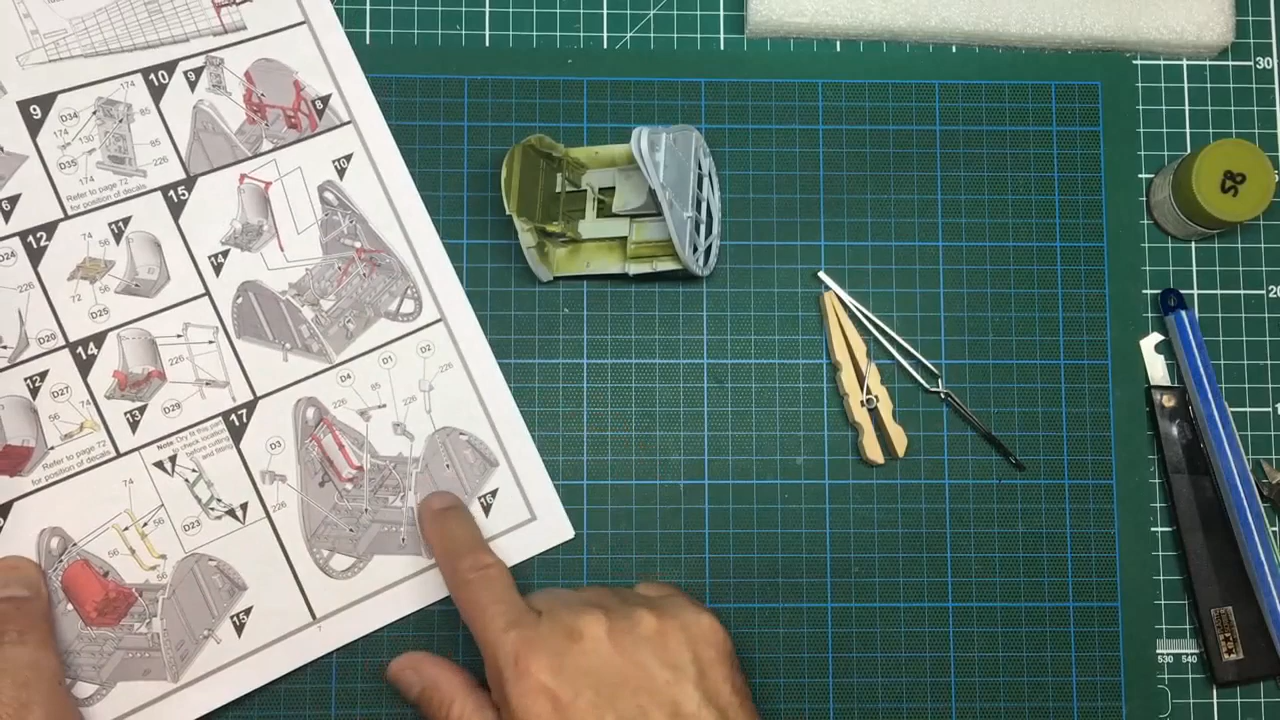 9
174
D34
85
174
130
85
D35
174
226
Refer to page 72
for position of decals
10
9
8
6
15
10
14
12
11
74
56
72
56
D25
D24
226
D20
14
226
13
D29
12
D27
56
74
Refer to page 72
for position of decals
17
D4
D1
D2
85
226
226
226
D3
226
16
Note Dry fit this part
to check location
before cutting
and fitting
D23
74
56
56
15
7
58
30
20
530 540